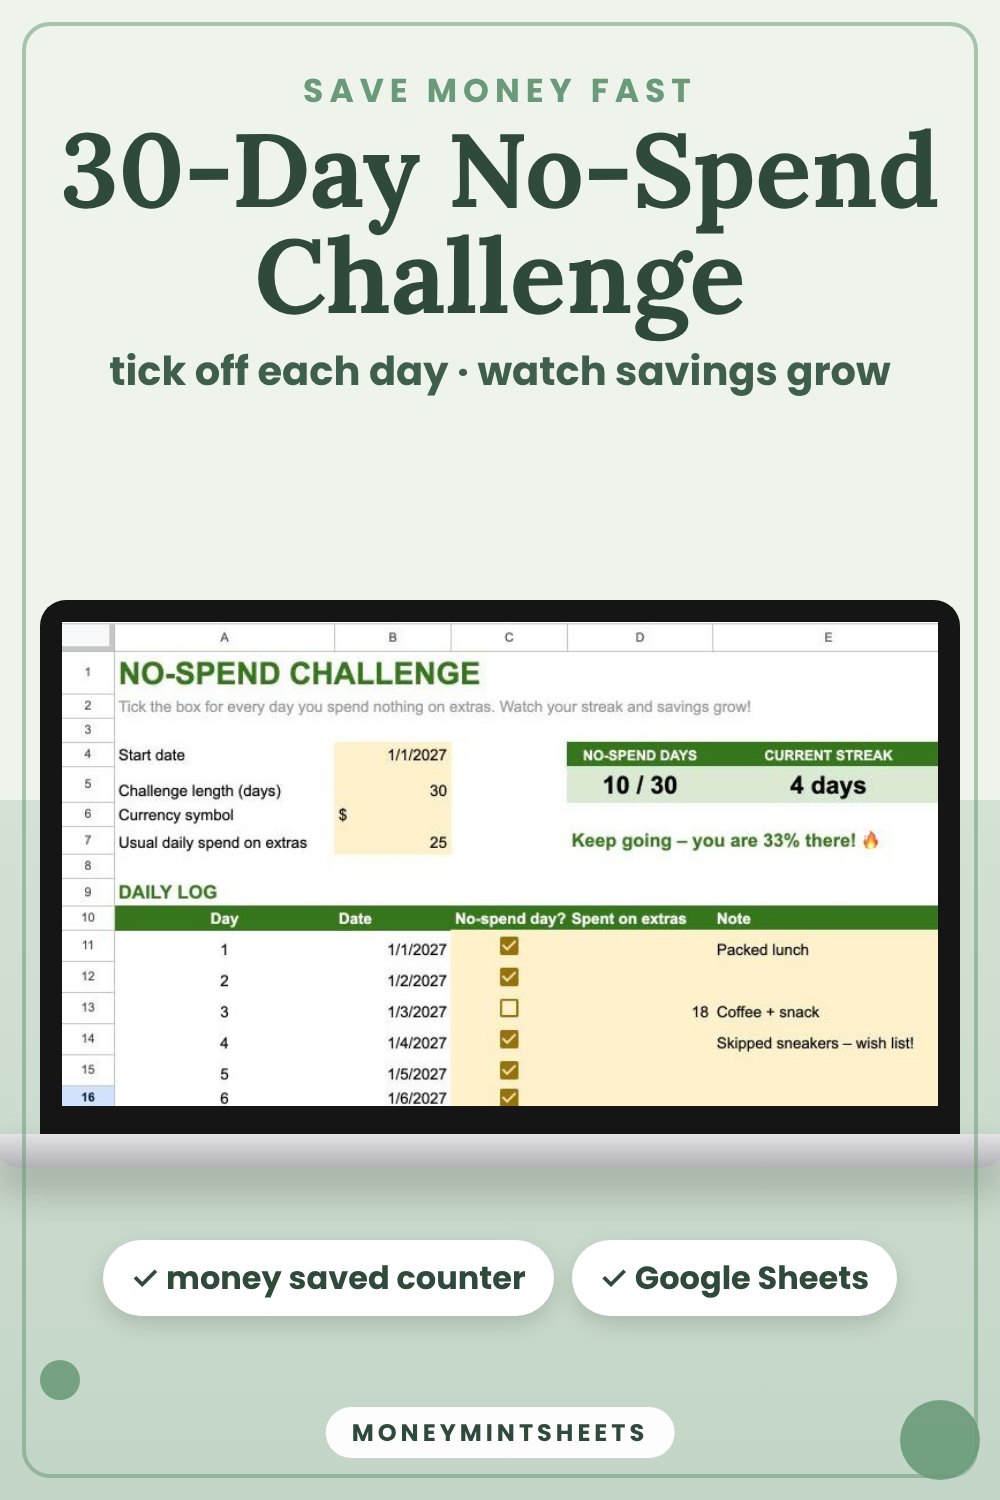 SAVE MONEY FAST
30-Day No-Spend
Challenge
tick off each day · watch savings grow
A B C D E
1 NO-SPEND CHALLENGE
2 Tick the box for every day you spend nothing on extras. Watch your streak and savings grow!
3
4 Start date 1/1/2027 NO-SPEND DAYS CURRENT STREAK
5 Challenge length (days) 30 10 / 30 4 days
6 Currency symbol $
7 Usual daily spend on extras 25 Keep going – you are 33% there! 🔥
8
9 DAILY LOG
10 Day Date No-spend day? Spent on extras Note
11 1 1/1/2027 ☑ Packed lunch
12 2 1/2/2027 ☑
13 3 1/3/2027 ☐ 18 Coffee + snack
14 4 1/4/2027 ☑ Skipped sneakers – wish list!
15 5 1/5/2027 ☑
16 6 1/6/2027 ☑
✓ money saved counter ✓ Google Sheets
MONEYMINTSHEETS